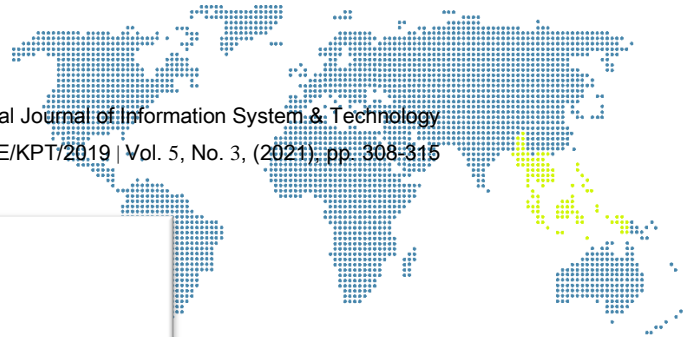 al Journal of Information System & Technology
E/KPT/2019 | Vol. 5, No. 3, (2021), pp. 308-315